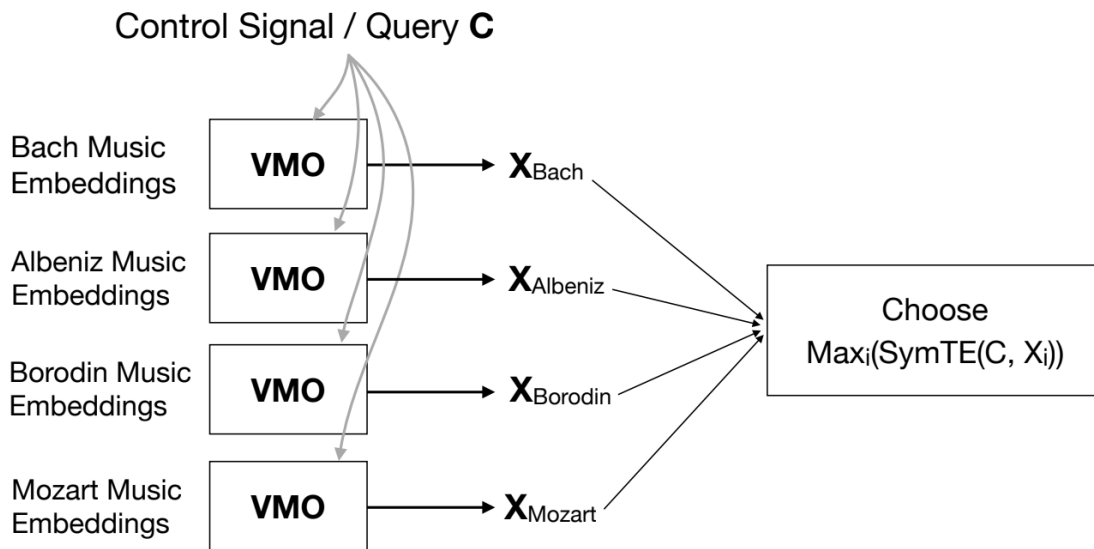 Control Signal / Query C
Bach Music
Embeddings
VMO
XBach
Albeniz Music
Embeddings
VMO
XAlbeniz
Choose
Maxi(SymTE(C, Xi))
Borodin Music
Embeddings
VMO
XBorodin
Mozart Music
Embeddings
VMO
XMozart